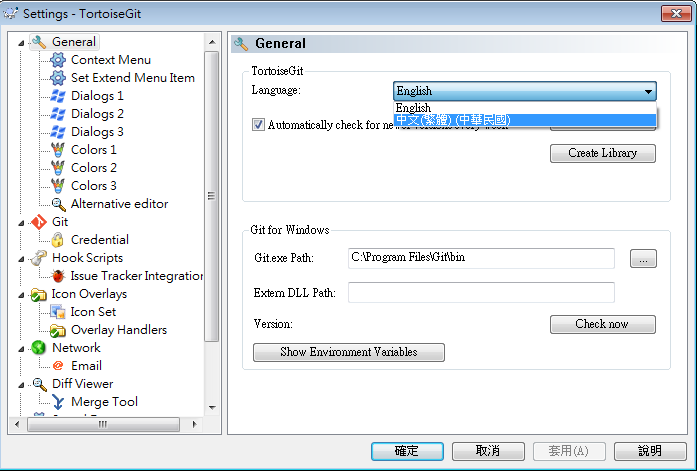 Settings - TortoiseGit
General
Context Menu
Set Extend Menu Item
Dialogs 1
Dialogs 2
Dialogs 3
Colors 1
Colors 2
Colors 3
Alternative editor
Git
Credential
Hook Scripts
Issue Tracker Integration
Icon Overlays
Icon Set
Overlay Handlers
Network
Email
Diff Viewer
Merge Tool
General
TortoiseGit
Language:
English
English
中文(繁體) (中華民國)
Automatically check for newer versions every week
Create Library
Git for Windows
Git.exe Path:
C:\Program Files\Git\bin
...
Extern DLL Path:
Version:
Check now
Show Environment Variables
確定
取消
套用(A)
說明